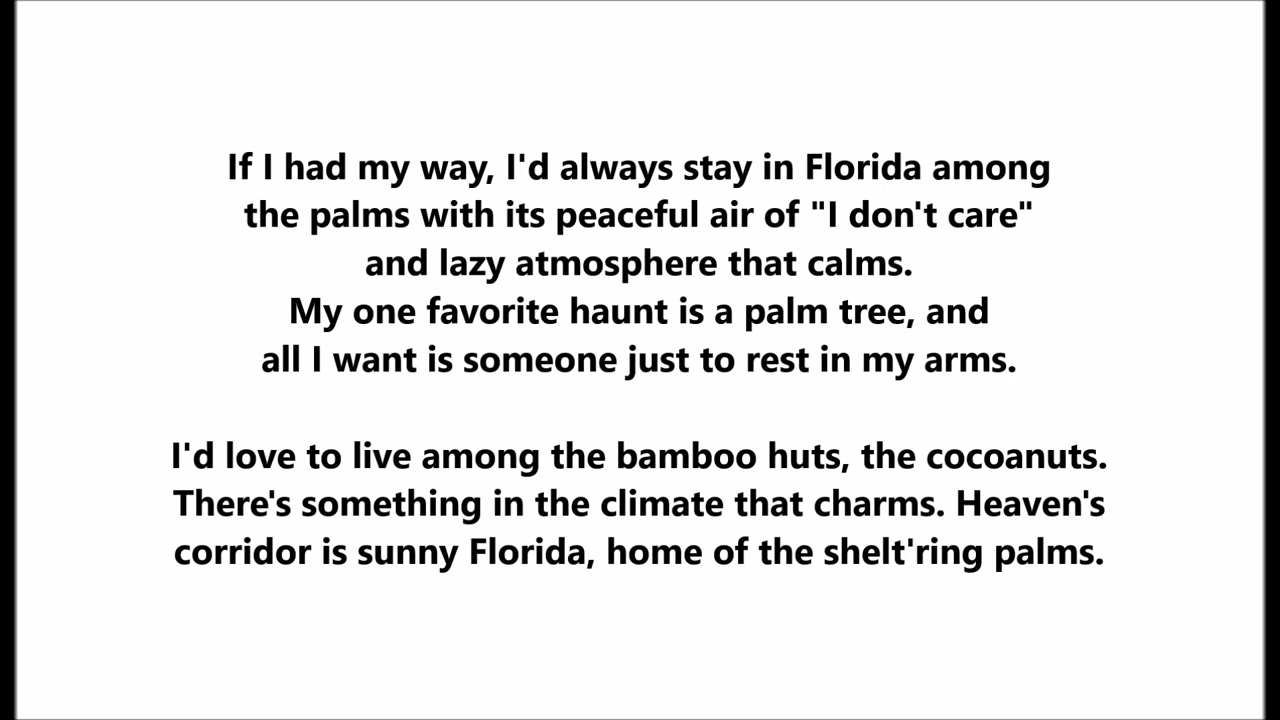 If I had my way, I'd always stay in Florida among
the palms with its peaceful air of "I don't care"
and lazy atmosphere that calms.
My one favorite haunt is a palm tree, and
all I want is someone just to rest in my arms.
I'd love to live among the bamboo huts, the cocoanuts.
There's something in the climate that charms. Heaven's
corridor is sunny Florida, home of the shelt'ring palms.